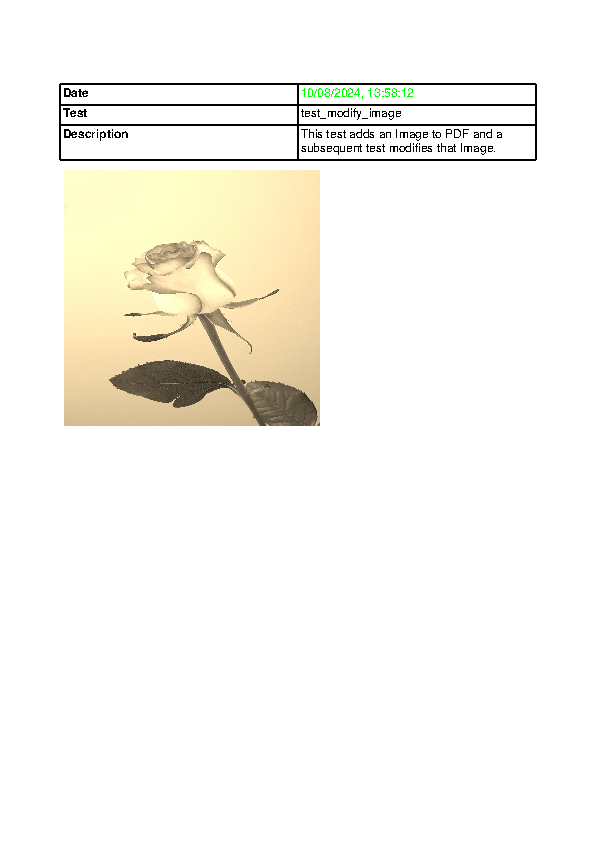 Date 10/08/2024, 13:58:12
Test test_modify_image
Description This test adds an Image to PDF and a
subsequent test modifies that Image.